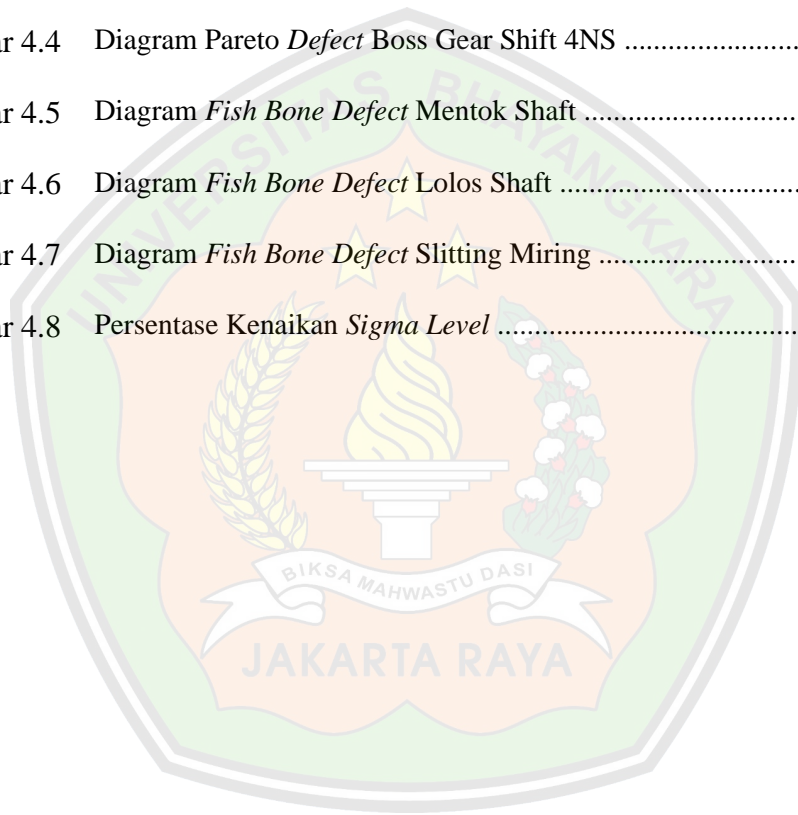 ar 4.4 Diagram Pareto Defect Boss Gear Shift 4NS ........................
ar 4.5 Diagram Fish Bone Defect Mentok Shaft ..............................
ar 4.6 Diagram Fish Bone Defect Lolos Shaft .................................
ar 4.7 Diagram Fish Bone Defect Slitting Miring ...........................
ar 4.8 Persentase Kenaikan Sigma Level .........................................
UNIVERSITAS BHAYANGKARA
BIKSA MAHWASTU DASI
JAKARTA RAYA